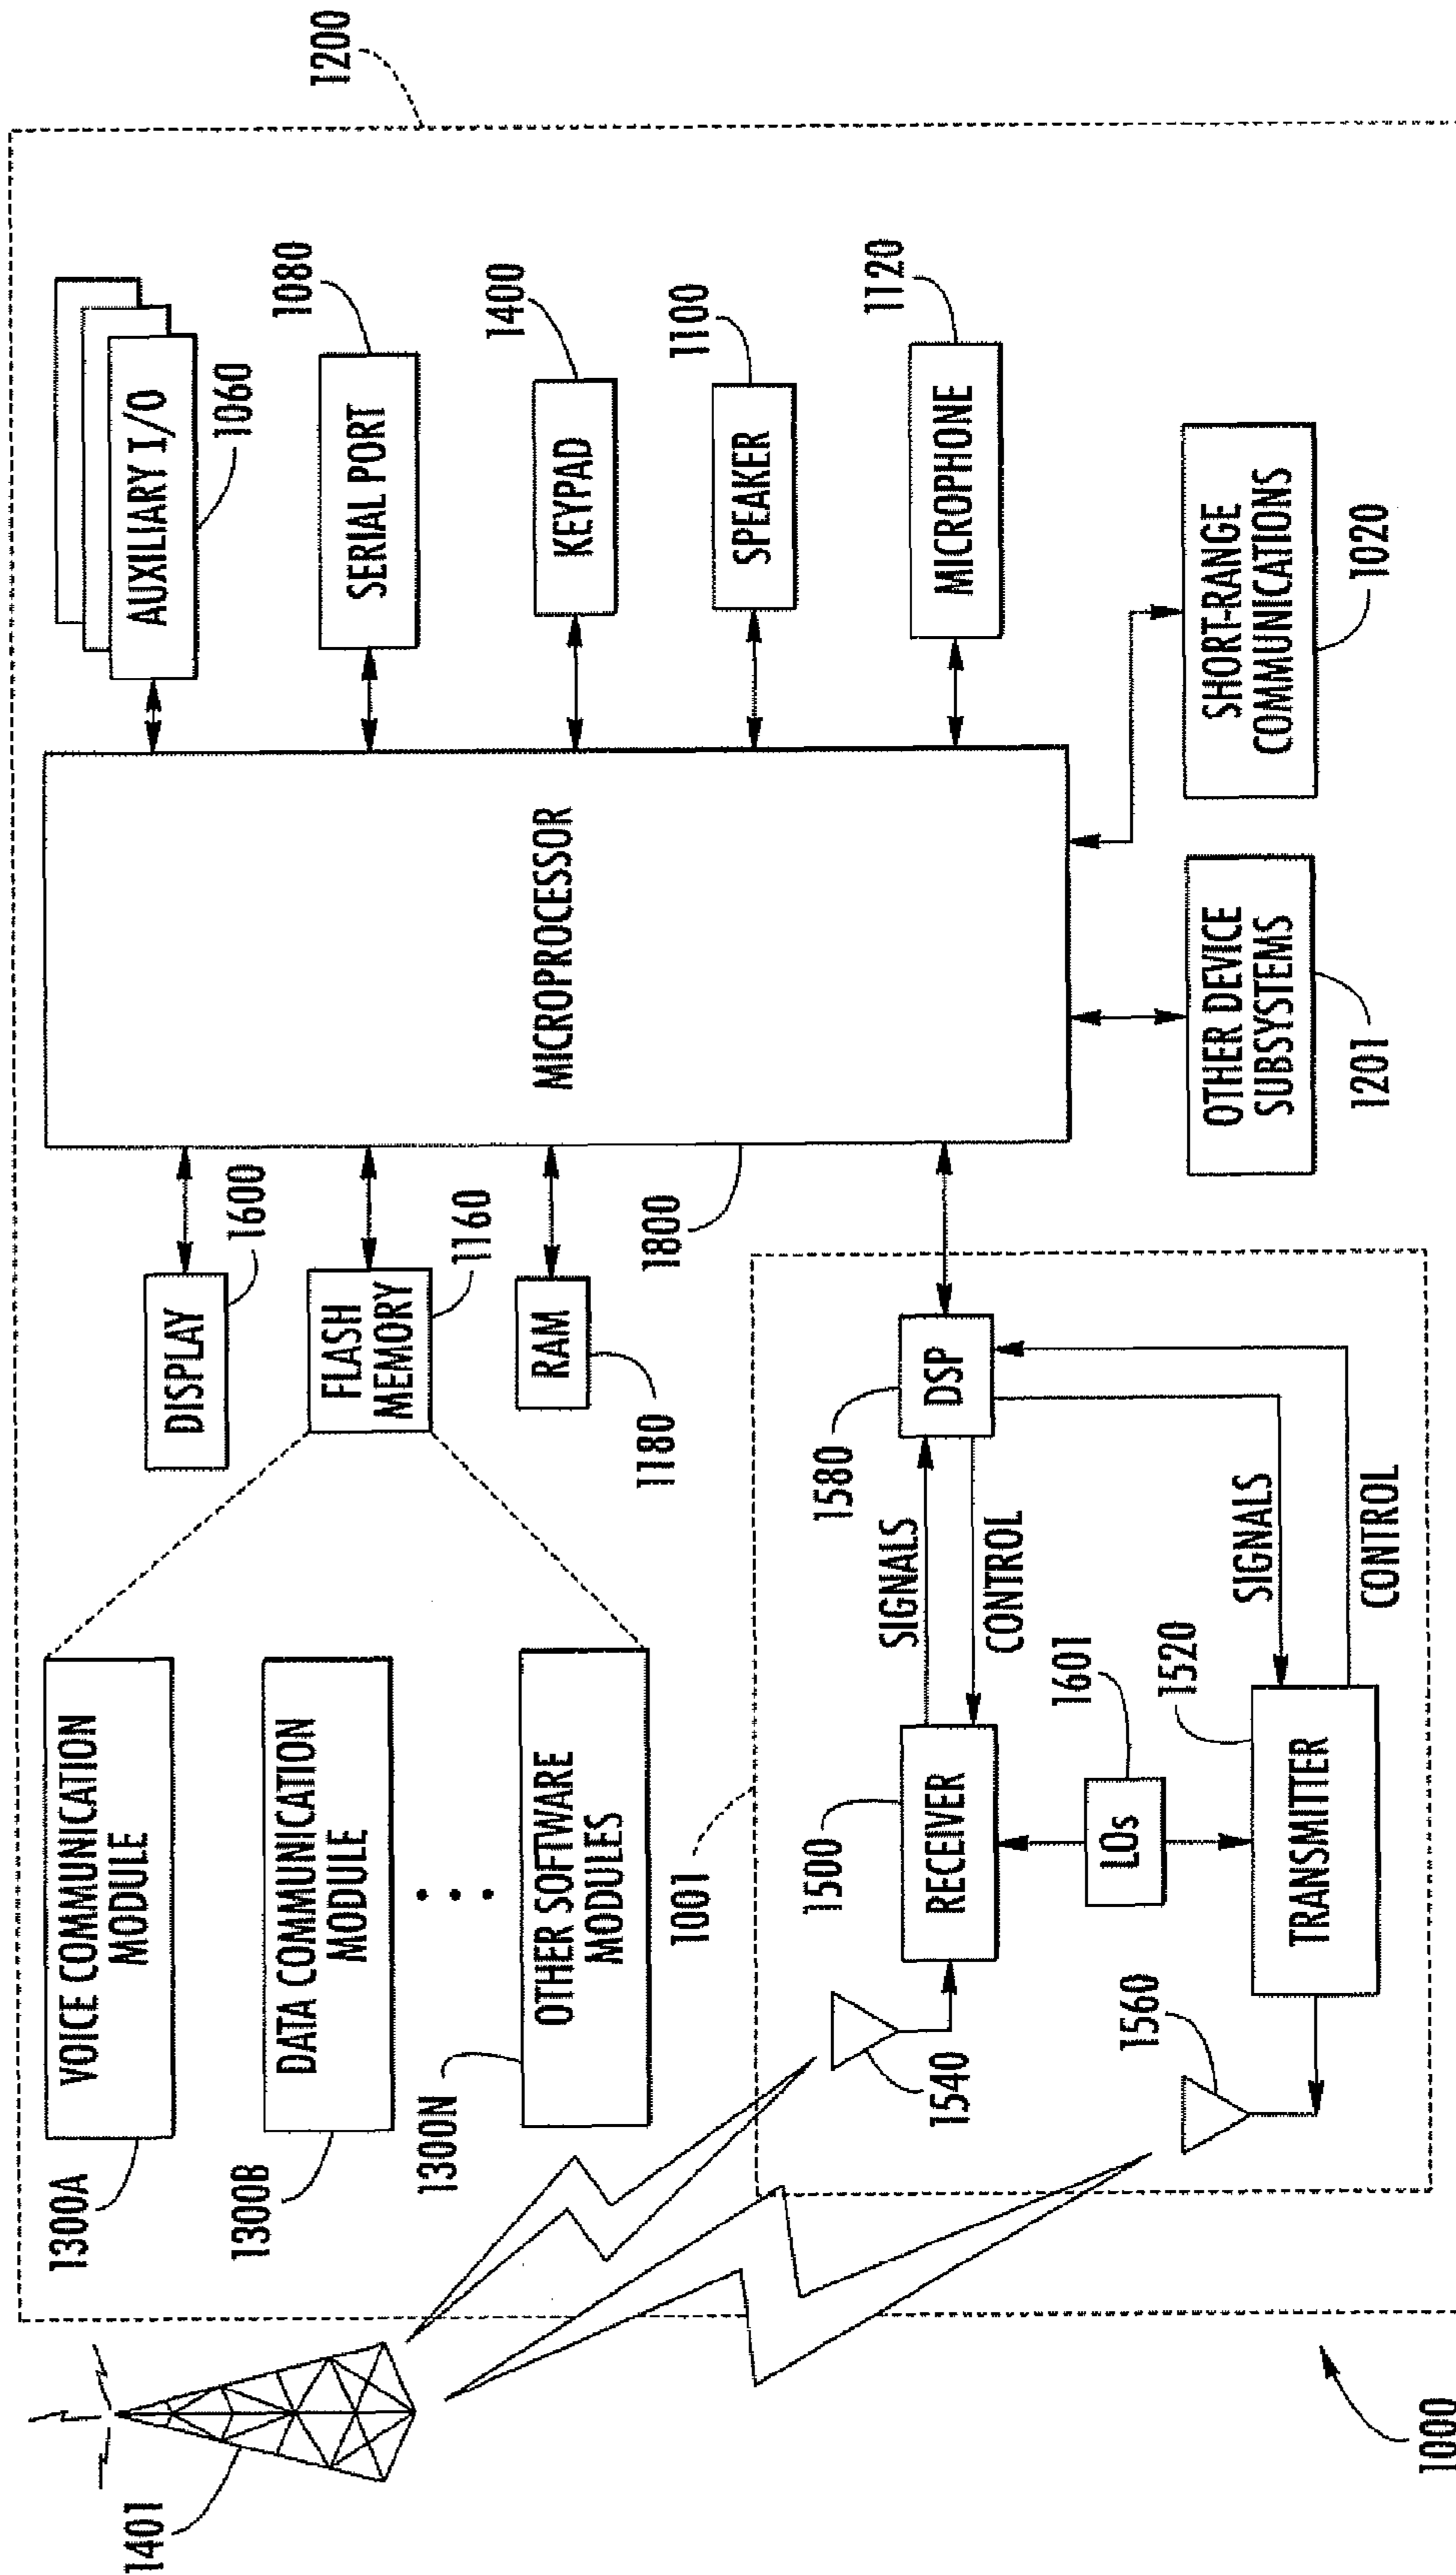 1200
1401
1000
VOICE COMMUNICATION
MODULE
1300A
DATA COMMUNICATION
MODULE
1300B
OTHER SOFTWARE
MODULES
1300N
DISPLAY
1600
FLASH
MEMORY
1160
RAM
1180
MICROPROCESSOR
1800
AUXILIARY I/O
1060
SERIAL PORT
1080
KEYPAD
1400
SPEAKER
1100
MICROPHONE
1120
1001
1540
RECEIVER
1500
SIGNALS
CONTROL
DSP
1580
LOs
1601
1560
TRANSMITTER
1520
SIGNALS
CONTROL
OTHER DEVICE
SUBSYSTEMS
1201
SHORT-RANGE
COMMUNICATIONS
1020